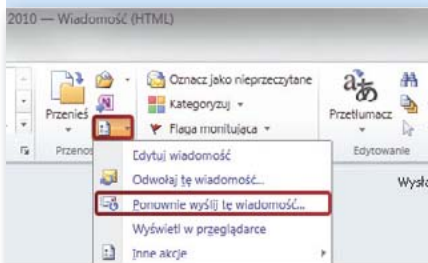 2010 — Wiadomość (HTML)
Oznacz jako nieprzeczytane
Kategoryzuj
Flaga monitująca
Przenieś
Przetłumacz
Przenos
Edytowanie
Edytuj wiadomość
Odwołaj tę wiadomość...
Ponownie wyślij tę wiadomość...
Wyświetl w przeglądarce
Inne akcje
Wysła